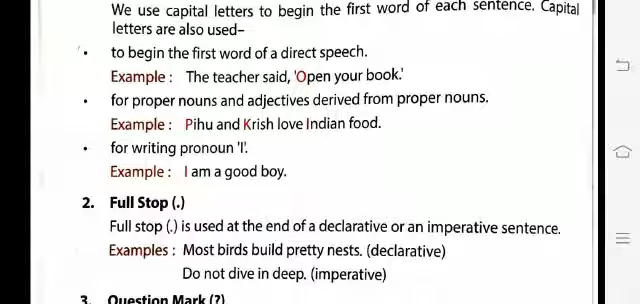 We use capital letters to begin the first word of each sentence. Capital
letters are also used–
• to begin the first word of a direct speech.
Example : The teacher said, 'Open your book.'
• for proper nouns and adjectives derived from proper nouns.
Example : Pihu and Krish love Indian food.
• for writing pronoun 'I'.
Example : I am a good boy.
2. Full Stop (.)
Full stop (.) is used at the end of a declarative or an imperative sentence.
Examples : Most birds build pretty nests. (declarative)
Do not dive in deep. (imperative)
3. Question Mark (?)